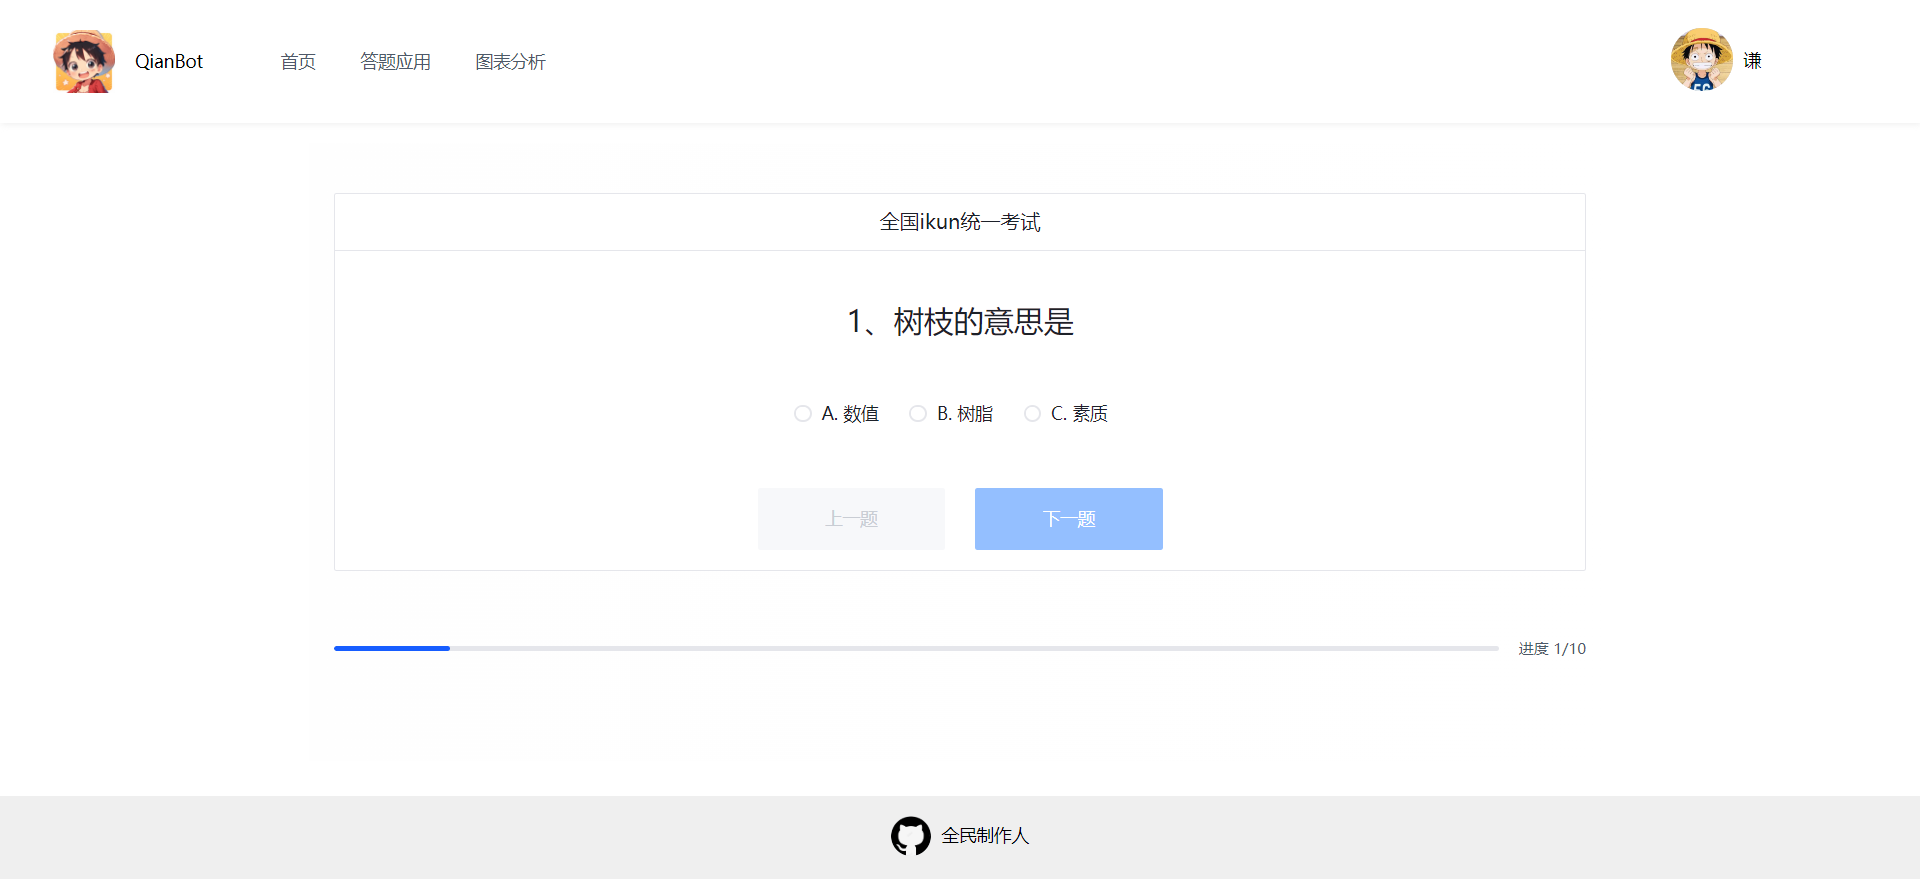 QianBot 首页 答题应用 图表分析 谦
全国ikun统一考试
1、树枝的意思是
A. 数值 B. 树脂 C. 素质
上一题 下一题
进度 1/10
全民制作人